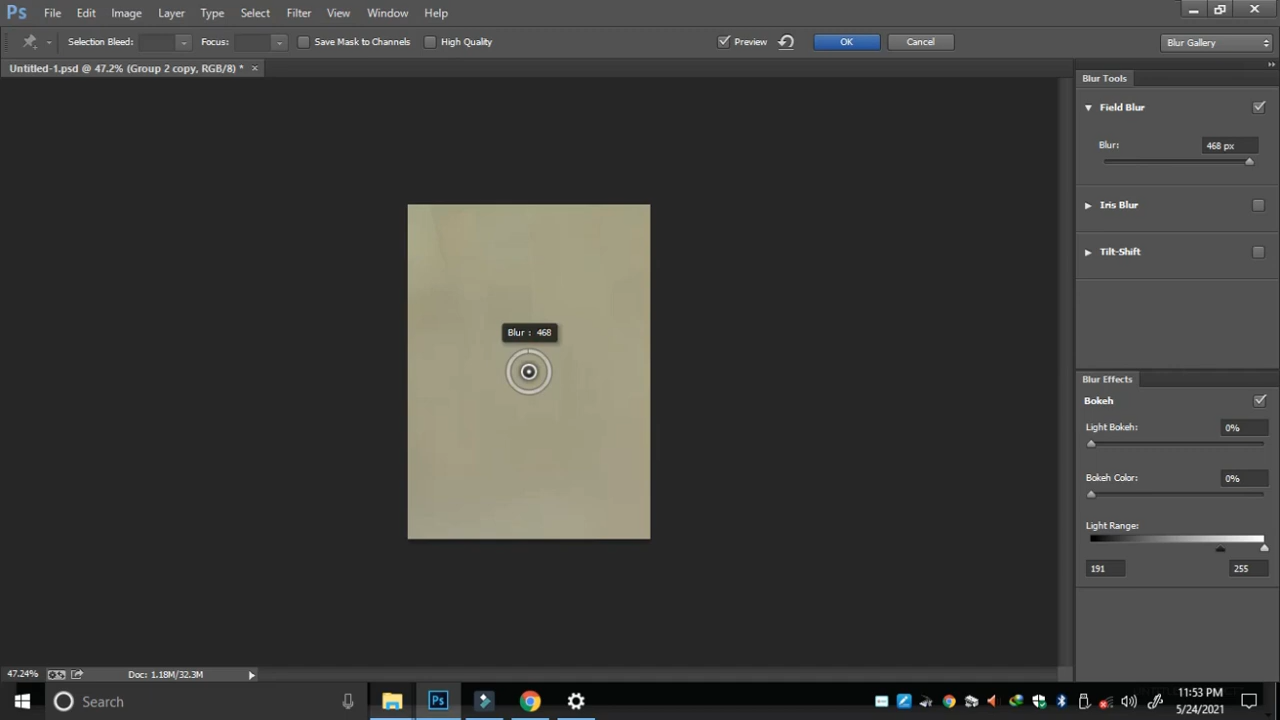 Ps File Edit Image Layer Type Select Filter View Window Help
Selection Bleed: Focus: Save Mask to Channels High Quality Preview OK Cancel Blur Gallery
Untitled-1.psd @ 47.2% (Group 2 copy, RGB/8) *
Blur Tools
Field Blur
Blur: 468 px
Iris Blur
Tilt-Shift
Blur : 468
Blur Effects
Bokeh
Light Bokeh: 0%
Bokeh Color: 0%
Light Range:
191 255
47.24% Doc: 1.18M/32.3M
Search Ps 11:53 PM
5/24/2021